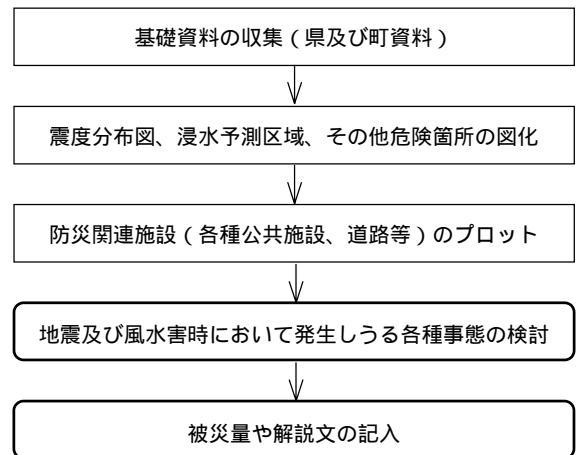 基礎資料の収集（県及び町資料）
震度分布図、浸水予測区域、その他危険箇所の図化
防災関連施設（各種公共施設、道路等）のプロット
地震及び風水害時において発生しうる各種事態の検討
被災量や解説文の記入